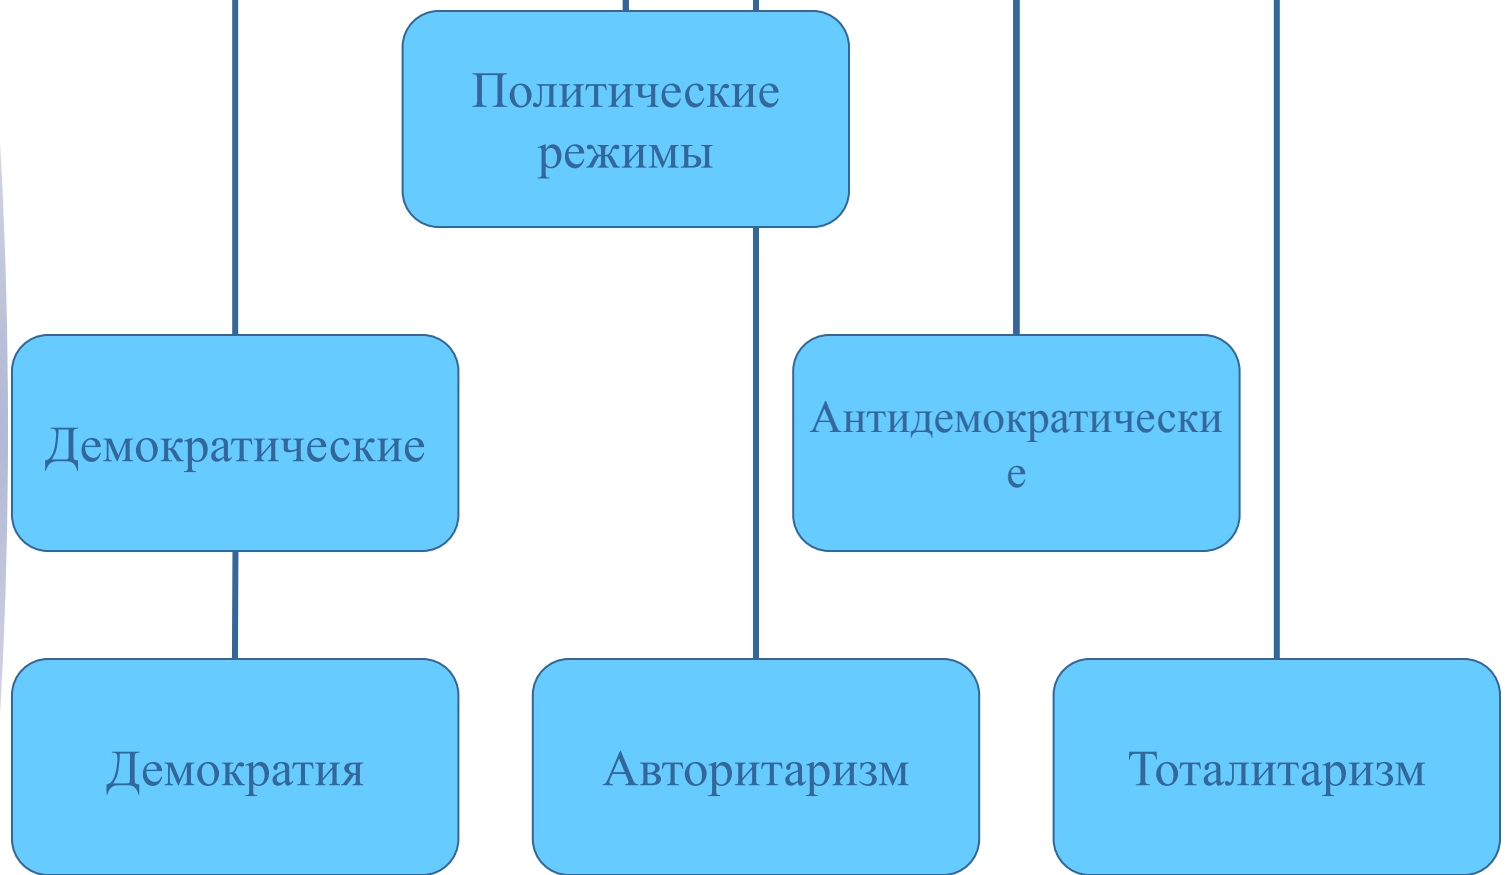 Политические
режимы
Демократические
Антидемократически
е
Демократия
Авторитаризм
Тоталитаризм